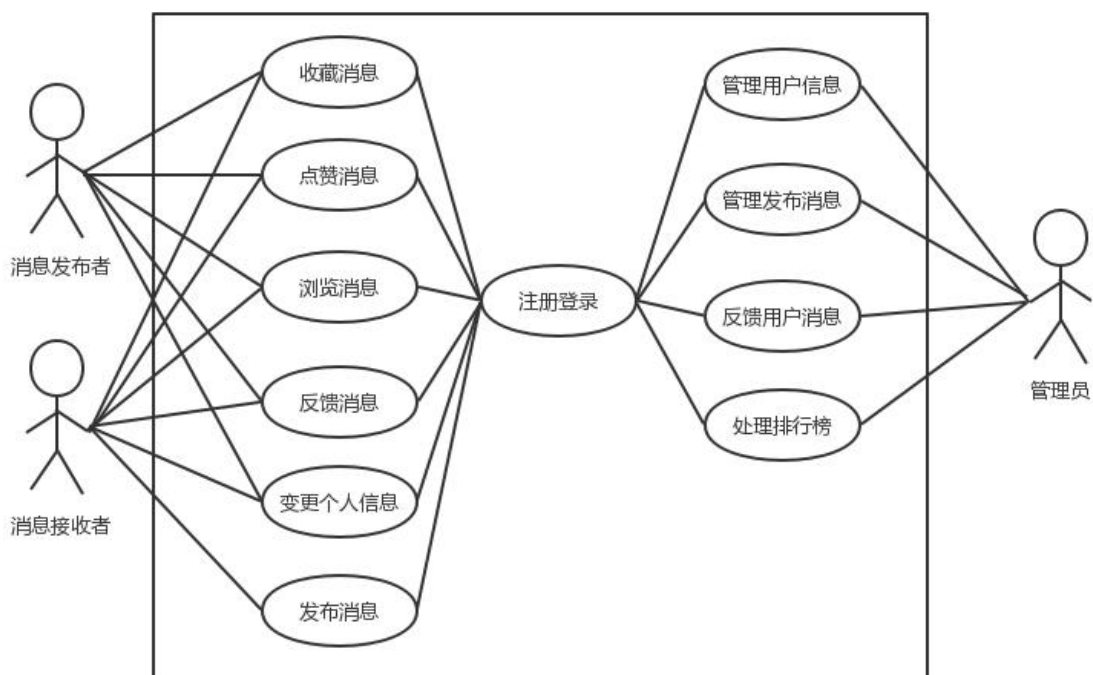 收藏消息
管理用户信息
点赞消息
管理发布消息
消息发布者
浏览消息
注册登录
反馈用户消息
管理员
反馈消息
处理排行榜
变更个人信息
消息接收者
发布消息